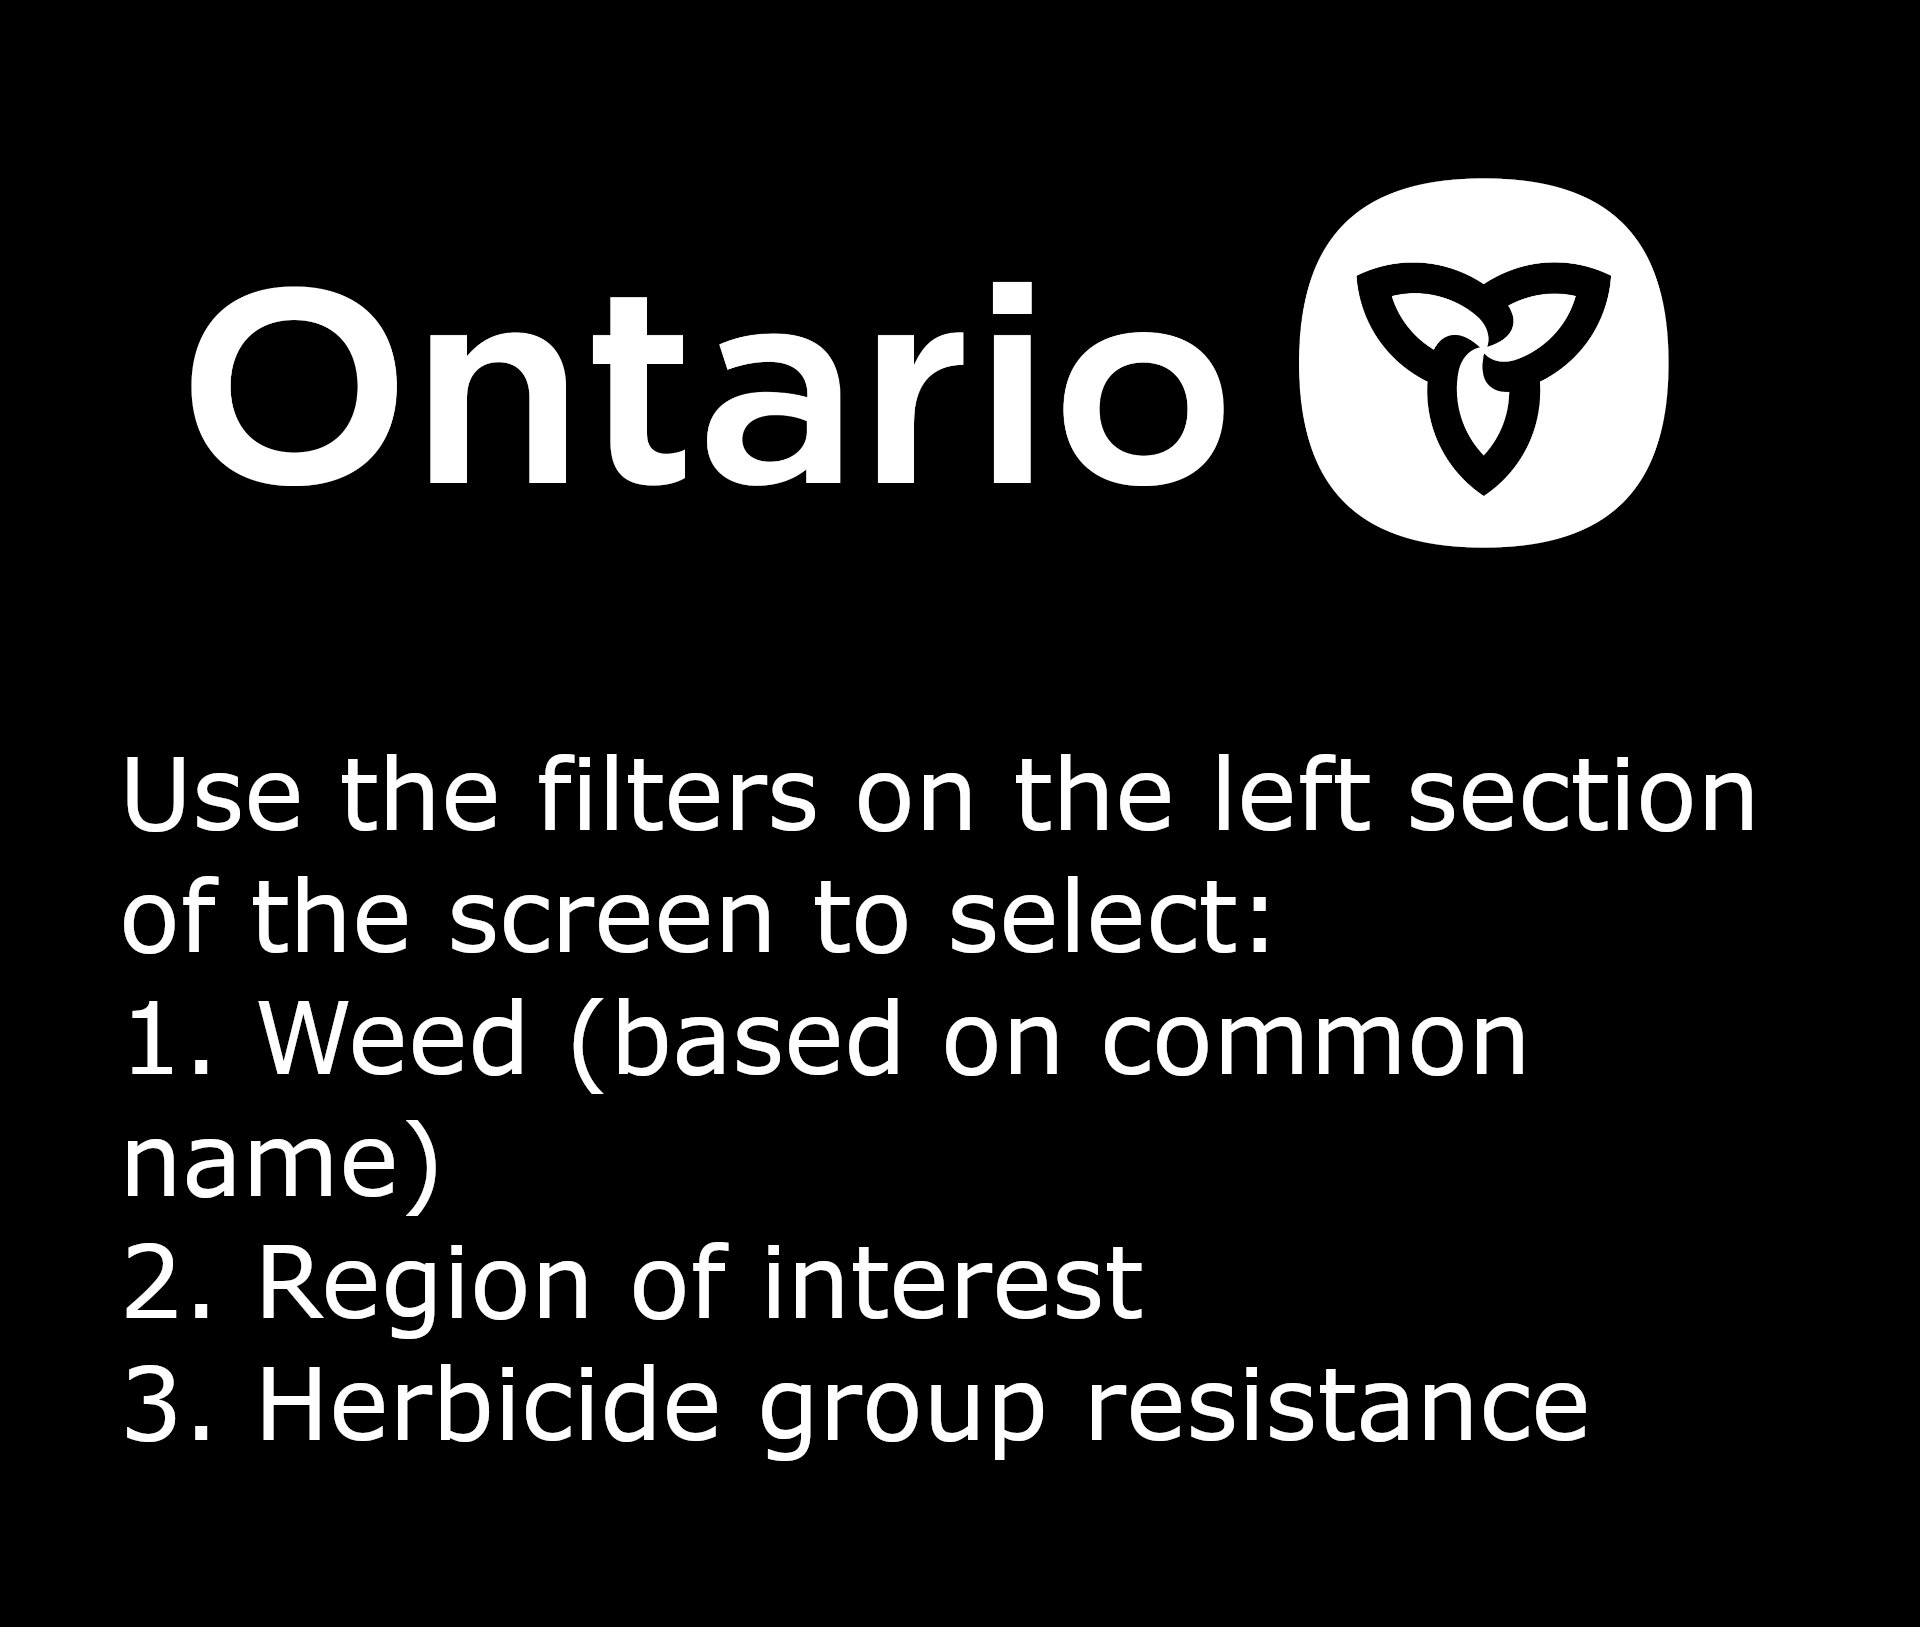 Ontario
Use the filters on the left section
of the screen to select:
1. Weed (based on common
name)
2. Region of interest
3. Herbicide group resistance